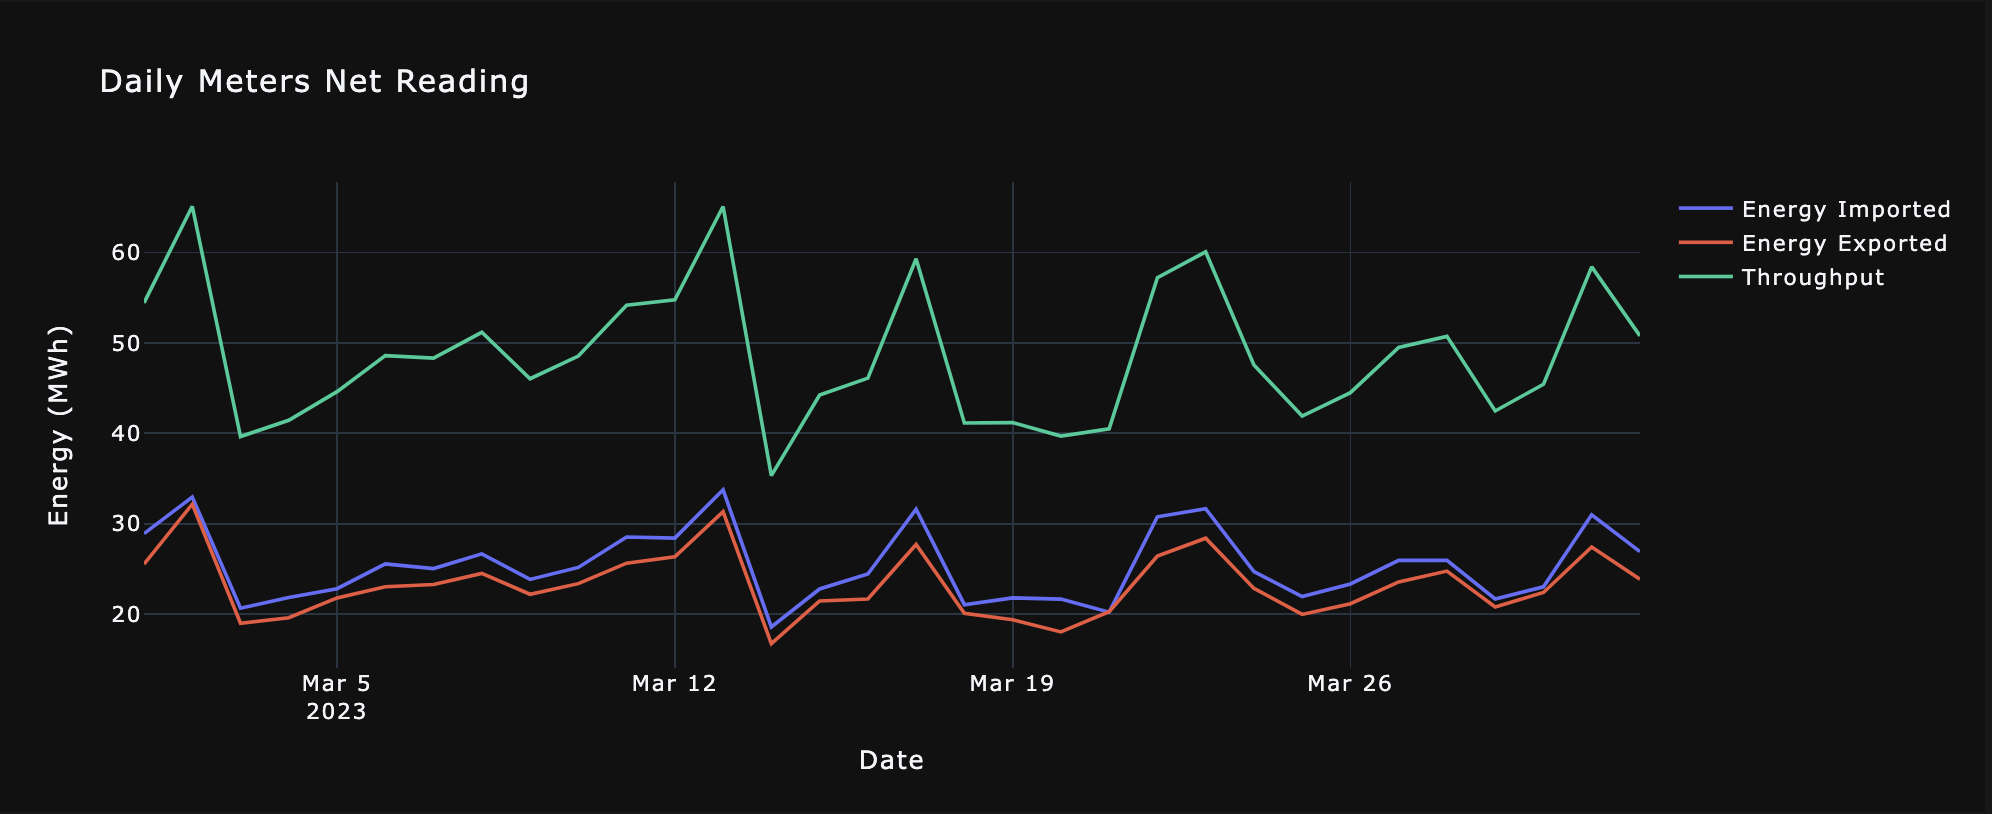 Daily Meters Net Reading
Energy Imported
Energy Exported
Throughput
60
50
40
30
20
Energy (MWh)
Mar 5
2023
Mar 12
Mar 19
Mar 26
Date